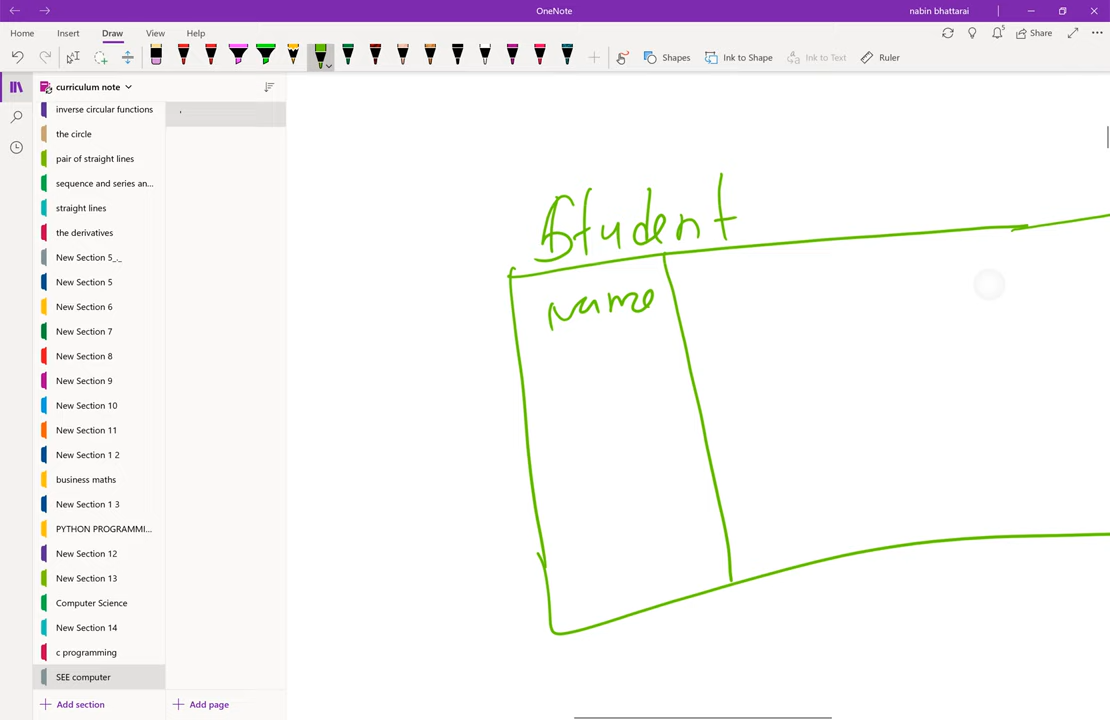 OneNote
nabin bhattarai
Home Insert Draw View Help
Share
Shapes Ink to Shape Ink to Text Ruler
curriculum note
inverse circular functions
the circle
pair of straight lines
sequence and series an...
straight lines
the derivatives
New Section 5_._
New Section 5
New Section 6
New Section 7
New Section 8
New Section 9
New Section 10
New Section 11
New Section 1 2
business maths
New Section 1 3
PYTHON PROGRAMMI...
New Section 12
New Section 13
Computer Science
New Section 14
c programming
SEE computer
Add section
Add page
Student
name